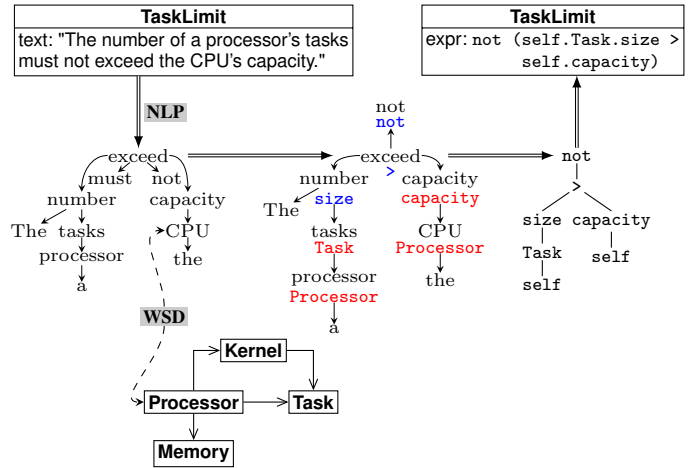 TaskLimit
text: "The number of a processor's tasks
must not exceed the CPU's capacity."
TaskLimit
expr: not (self.Task.size >
self.capacity)
NLP
exceed
must not
number capacity
The tasks CPU
processor the
a
not
not
exceed
>
number capacity
size capacity
The
tasks CPU
Task Processor
processor the
Processor
a
not
>
size capacity
Task self
self
WSD
Kernel
Processor Task
Memory